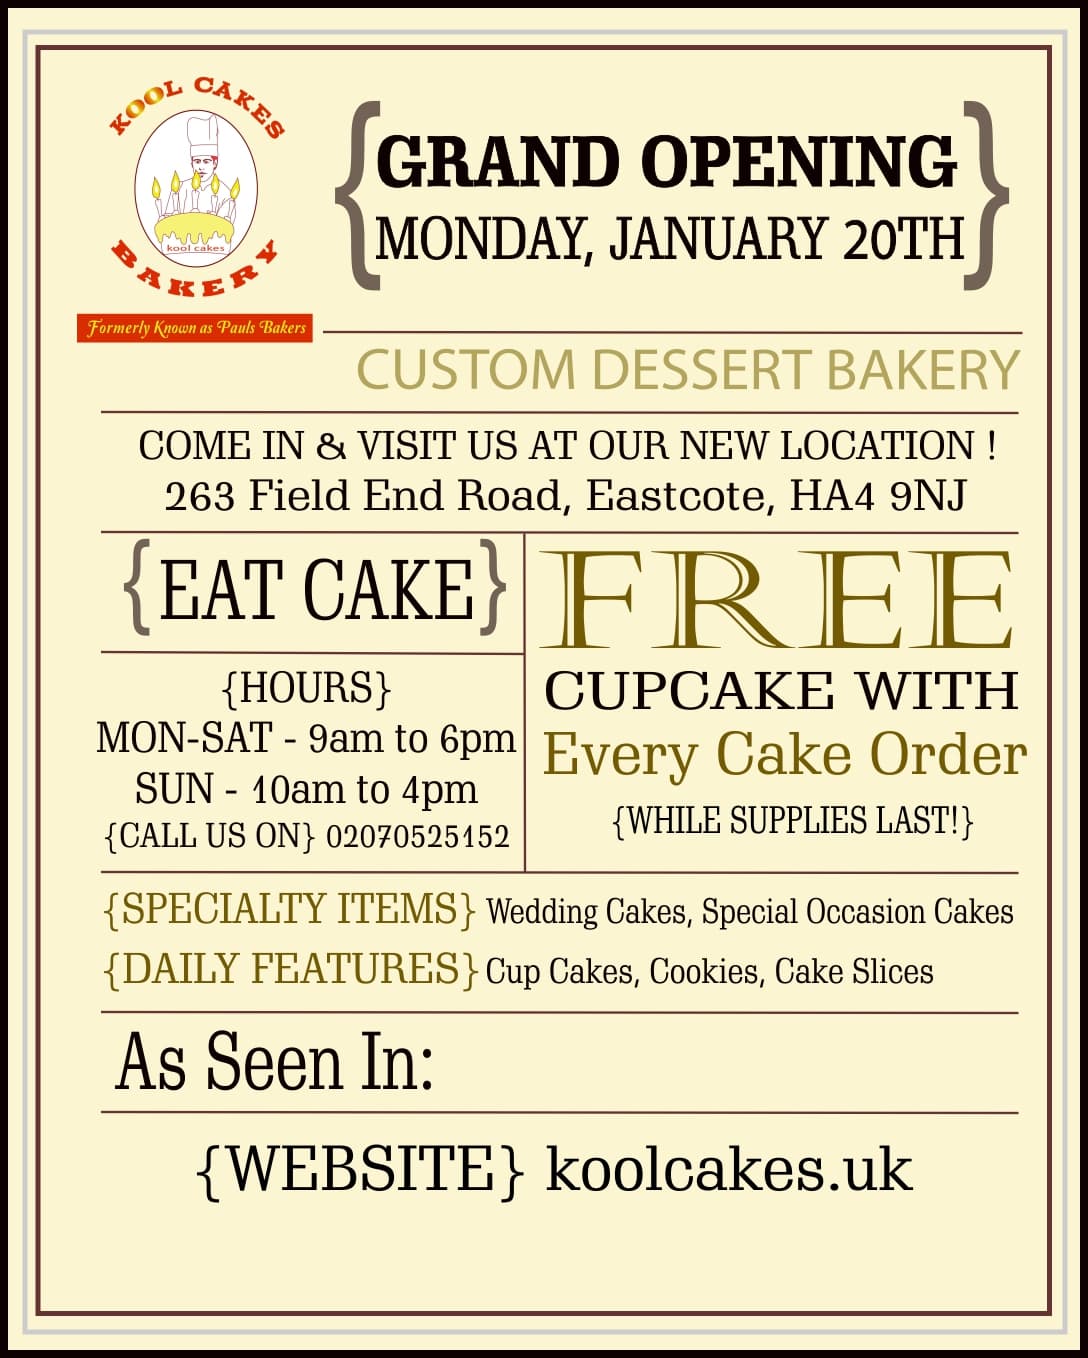 KOOL CAKES
kool cakes
BAKERY
Formerly Known as Pauls Bakers
{GRAND OPENING
MONDAY, JANUARY 20TH}
CUSTOM DESSERT BAKERY
COME IN & VISIT US AT OUR NEW LOCATION !
263 Field End Road, Eastcote, HA4 9NJ
{EAT CAKE}
{HOURS}
MON-SAT - 9am to 6pm
SUN - 10am to 4pm
{CALL US ON} 02070525152
FREE
CUPCAKE WITH
Every Cake Order
{WHILE SUPPLIES LAST!}
{SPECIALTY ITEMS} Wedding Cakes, Special Occasion Cakes
{DAILY FEATURES} Cup Cakes, Cookies, Cake Slices
As Seen In:
{WEBSITE} koolcakes.uk